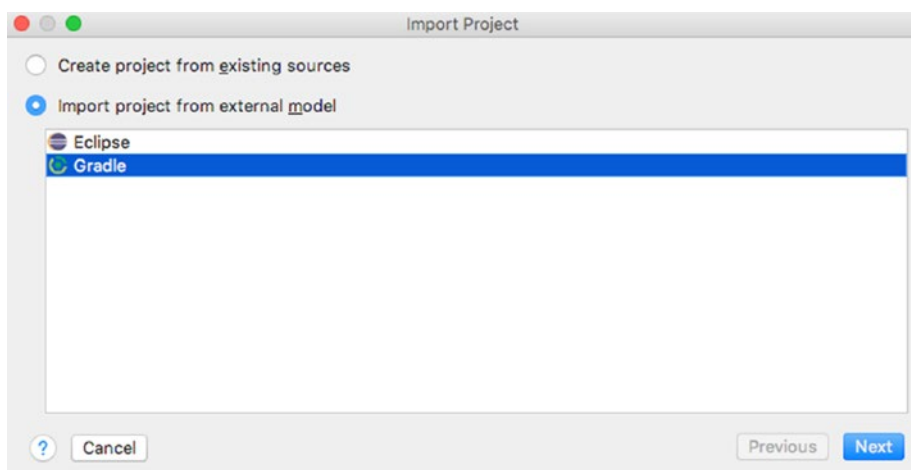 Import Project
Create project from existing sources
Import project from external model
Eclipse
Gradle
? Cancel Previous Next